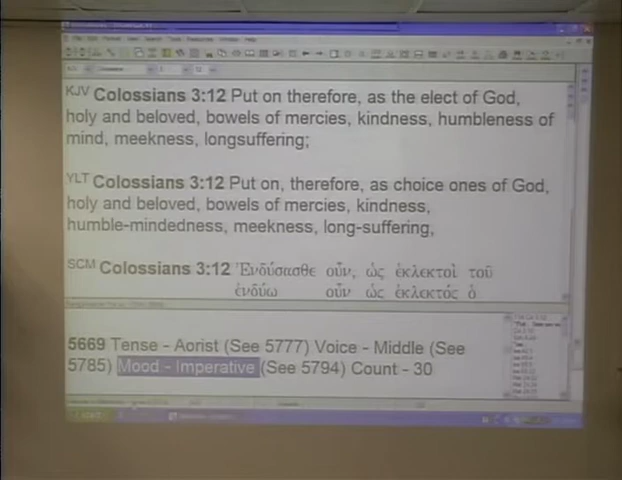 KJV Colossians 3:12 Put on therefore, as the elect of God,
holy and beloved, bowels of mercies, kindness, humbleness of
mind, meekness, longsuffering;
YLT Colossians 3:12 Put on, therefore, as choice ones of God,
holy and beloved, bowels of mercies, kindness,
humble-mindedness, meekness, long-suffering,
SCM Colossians 3:12 Ἐνδύσασθε οὖν, ὡς ἐκλεκτοὶ τοῦ
ἐνδύω οὖν ὡς ἐκλεκτός ὁ
5669 Tense - Aorist (See 5777) Voice - Middle (See
5785) Mood - Imperative (See 5794) Count - 30